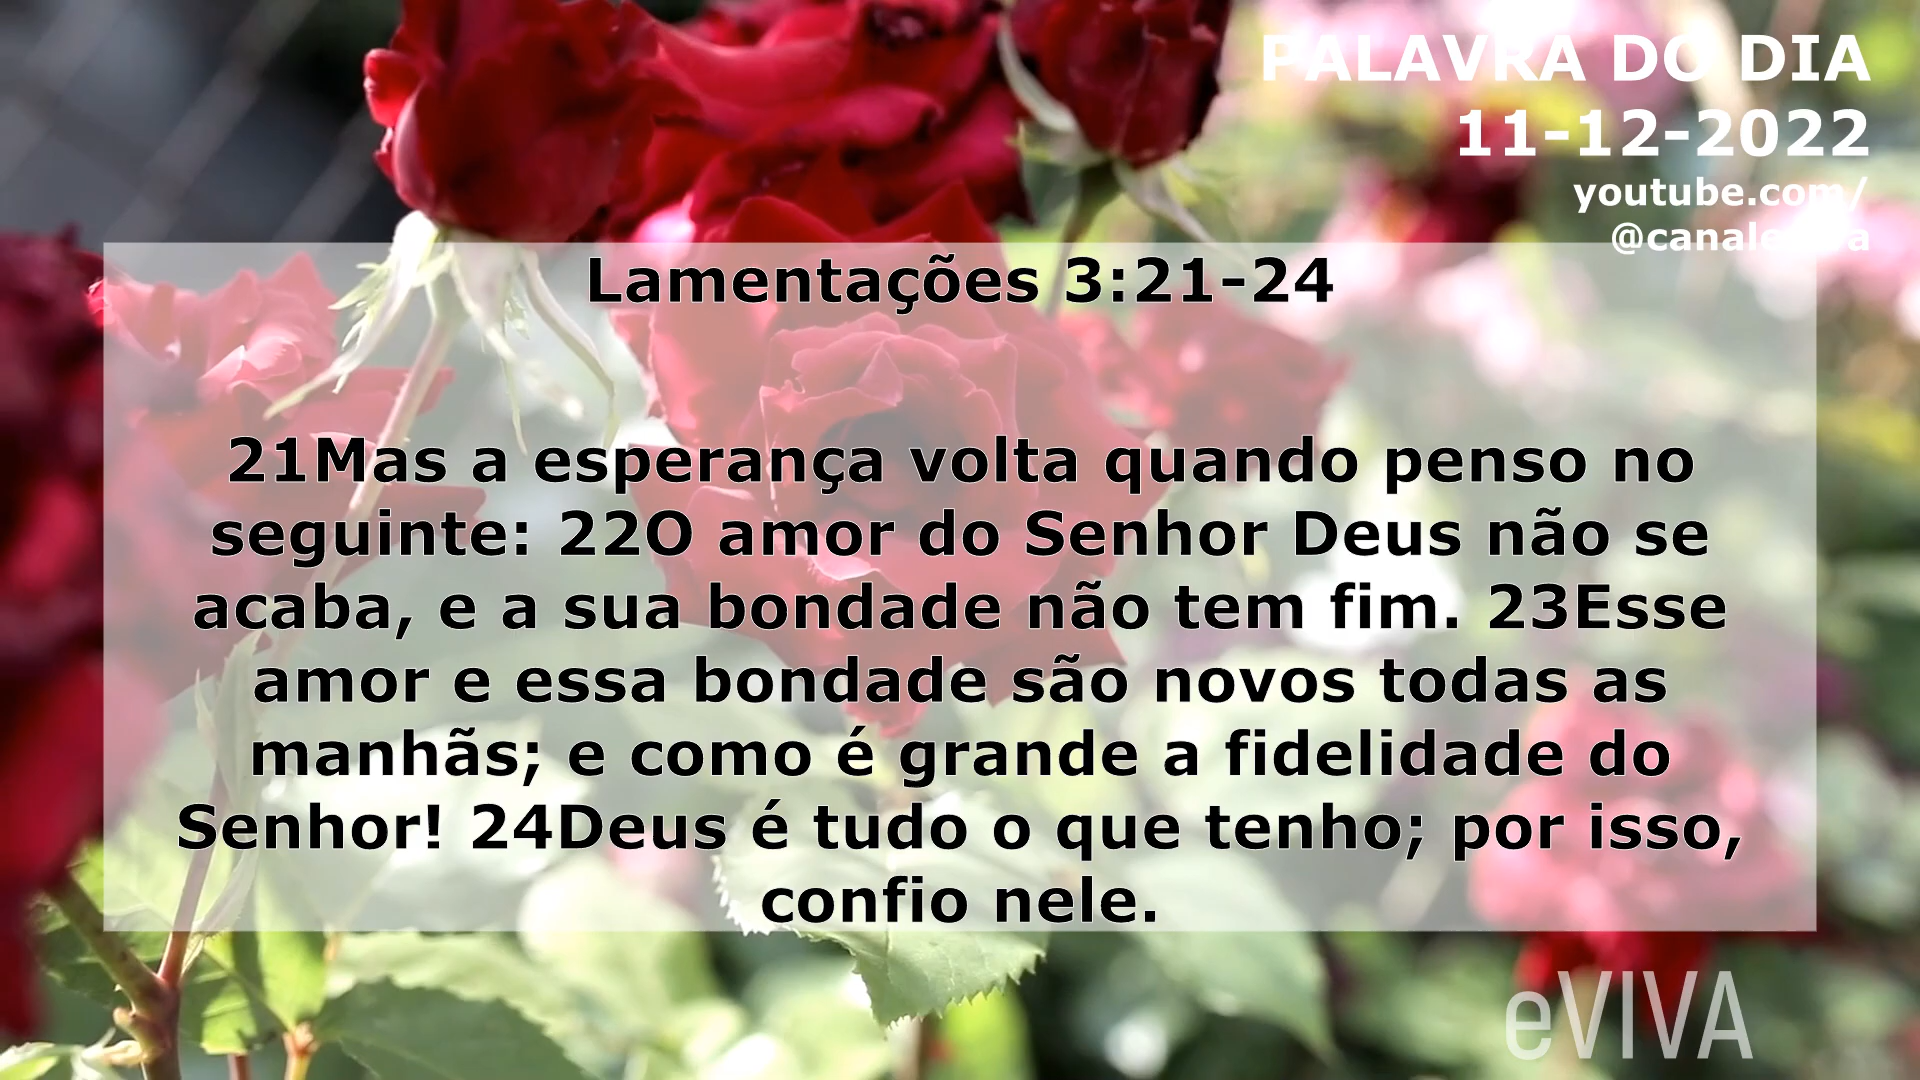 PALAVRA DO DIA
11-12-2022
youtube.com/
@canaleviva
Lamentações 3:21-24
21Mas a esperança volta quando penso no
seguinte: 22O amor do Senhor Deus não se
acaba, e a sua bondade não tem fim. 23Esse
amor e essa bondade são novos todas as
manhãs; e como é grande a fidelidade do
Senhor! 24Deus é tudo o que tenho; por isso,
confio nele.
eVIVA